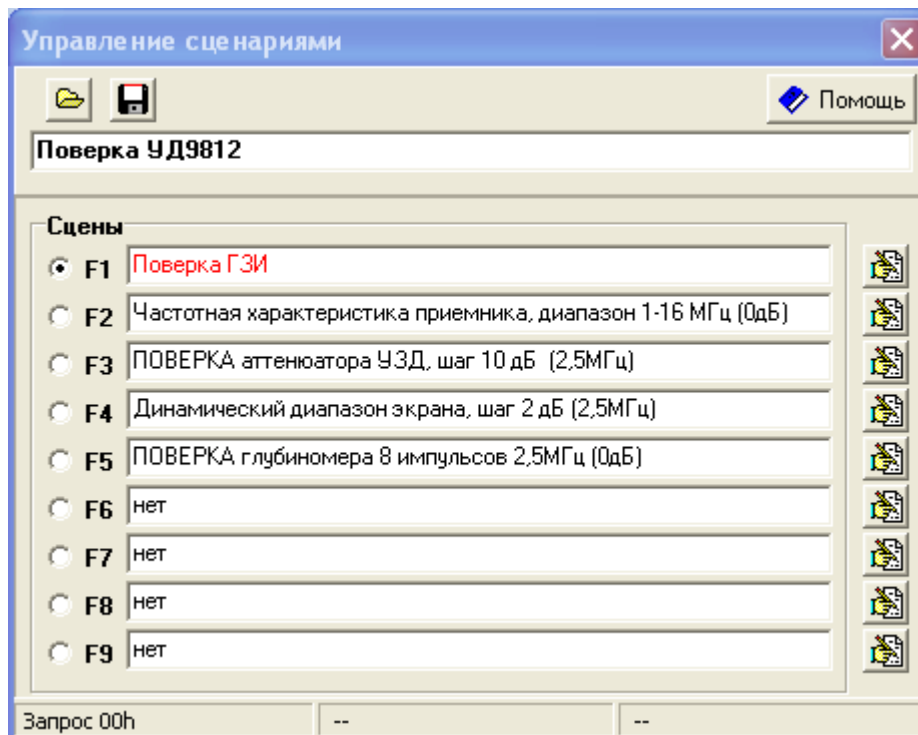 Управление сценариями
Помощь
Поверка УД9812
Сцены
F1 Поверка ГЗИ
F2 Частотная характеристика приемника, диапазон 1-16 МГц (0дБ)
F3 ПОВЕРКА аттенюатора УЗД, шаг 10 дБ (2,5МГц)
F4 Динамический диапазон экрана, шаг 2 дБ (2,5МГц)
F5 ПОВЕРКА глубиномера 8 импульсов 2,5МГц (0дБ)
F6 нет
F7 нет
F8 нет
F9 нет
Запрос 00h -- --